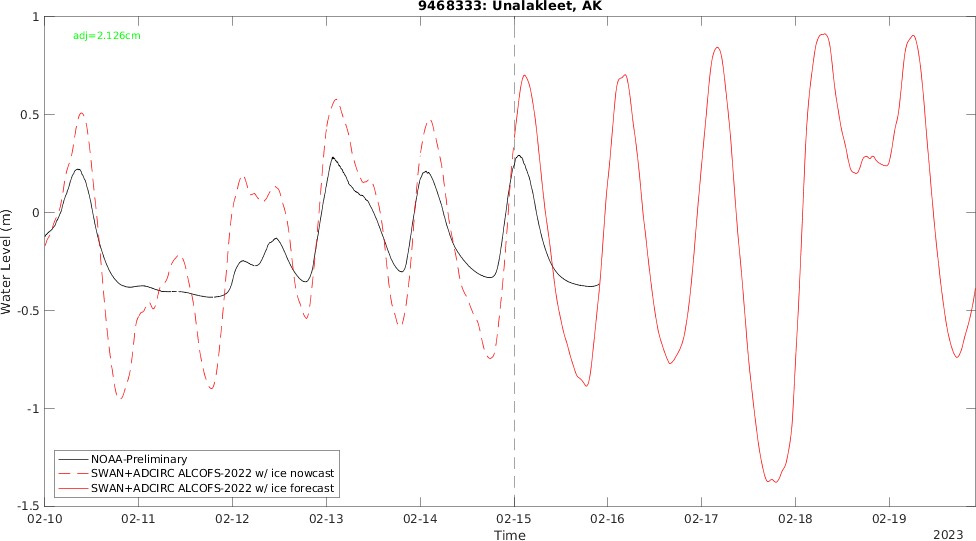 9468333: Unalakleet, AK
adj=2.126cm
1
0.5
0
-0.5
-1
-1.5
Water Level (m)
NOAA-Preliminary
SWAN+ADCIRC ALCOFS-2022 w/ ice nowcast
SWAN+ADCIRC ALCOFS-2022 w/ ice forecast
02-10 02-11 02-12 02-13 02-14 02-15 02-16 02-17 02-18 02-19
Time
2023